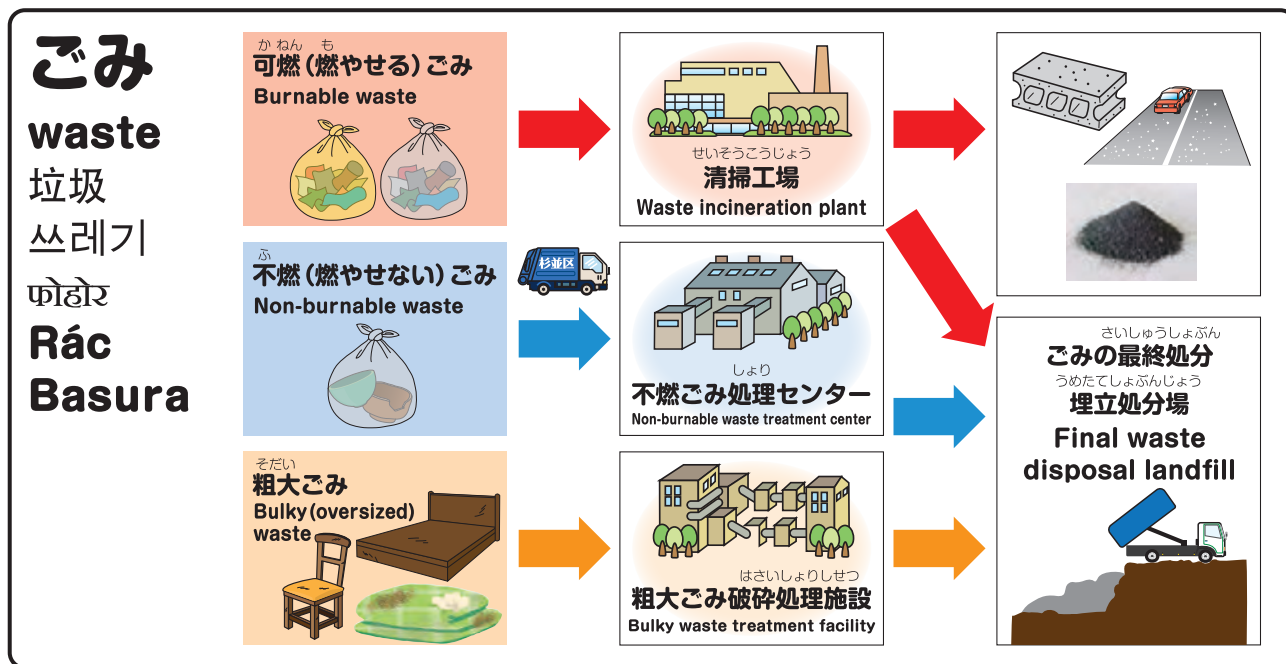 ごみ
waste
垃圾
쓰레기
फोहोर
Rác
Basura
かねん も
可燃(燃やせる)ごみ
Burnable waste
せいそうこうじょう
清掃工場
Waste incineration plant
ふ
不燃(燃やせない)ごみ
Non-burnable waste
杉並区
しょり
不燃ごみ処理センター
Non-burnable waste treatment center
そだい
粗大ごみ
Bulky(oversized)
waste
はさいしょりしせつ
粗大ごみ破砕処理施設
Bulky waste treatment facility
さいしゅうしょぶん
ごみの最終処分
うめたてしょぶんじょう
埋立処分場
Final waste
disposal landfill